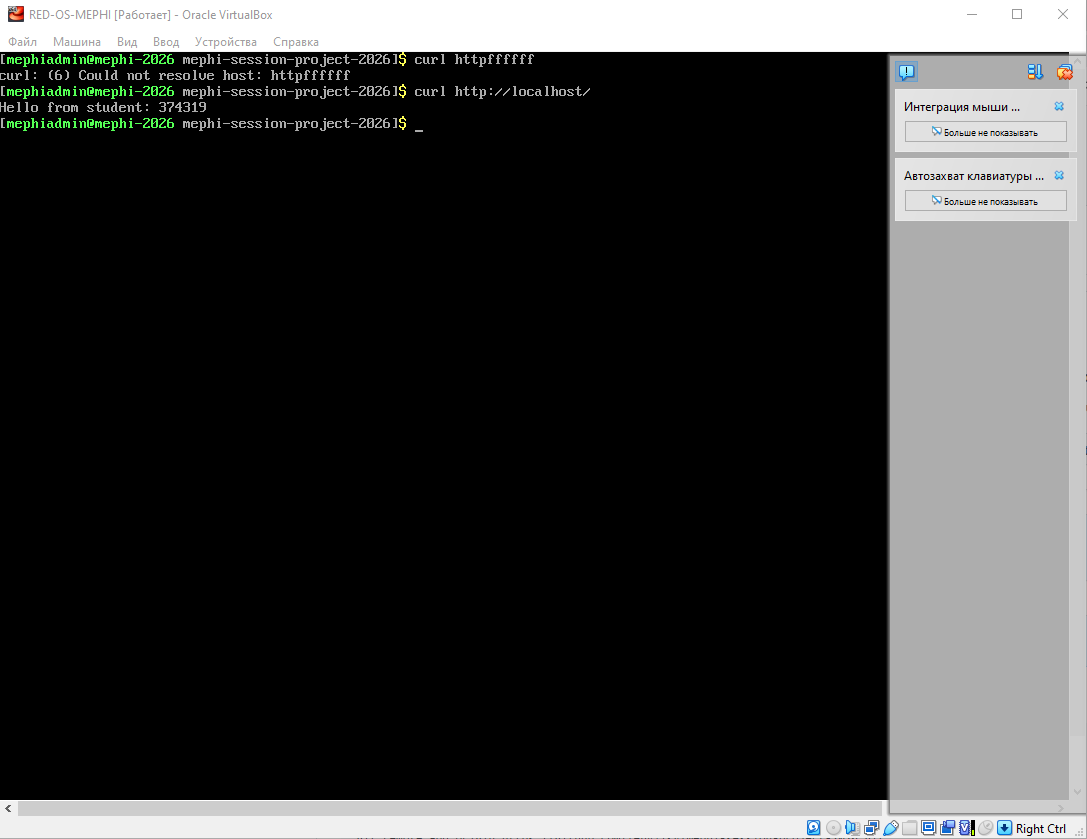 RED-OS-MEPHI [Работает] - Oracle VirtualBox
Файл Машина Вид Ввод Устройства Справка
[mephiadmin@mephi-2026 mephi-session-project-2026]$ curl httpffffff
curl: (6) Could not resolve host: httpffffff
[mephiadmin@mephi-2026 mephi-session-project-2026]$ curl http://localhost/
Hello from student: 374319
[mephiadmin@mephi-2026 mephi-session-project-2026]$ _
Интеграция мыши ...
Больше не показывать
Автозахват клавиатуры ...
Больше не показывать
Right Ctrl